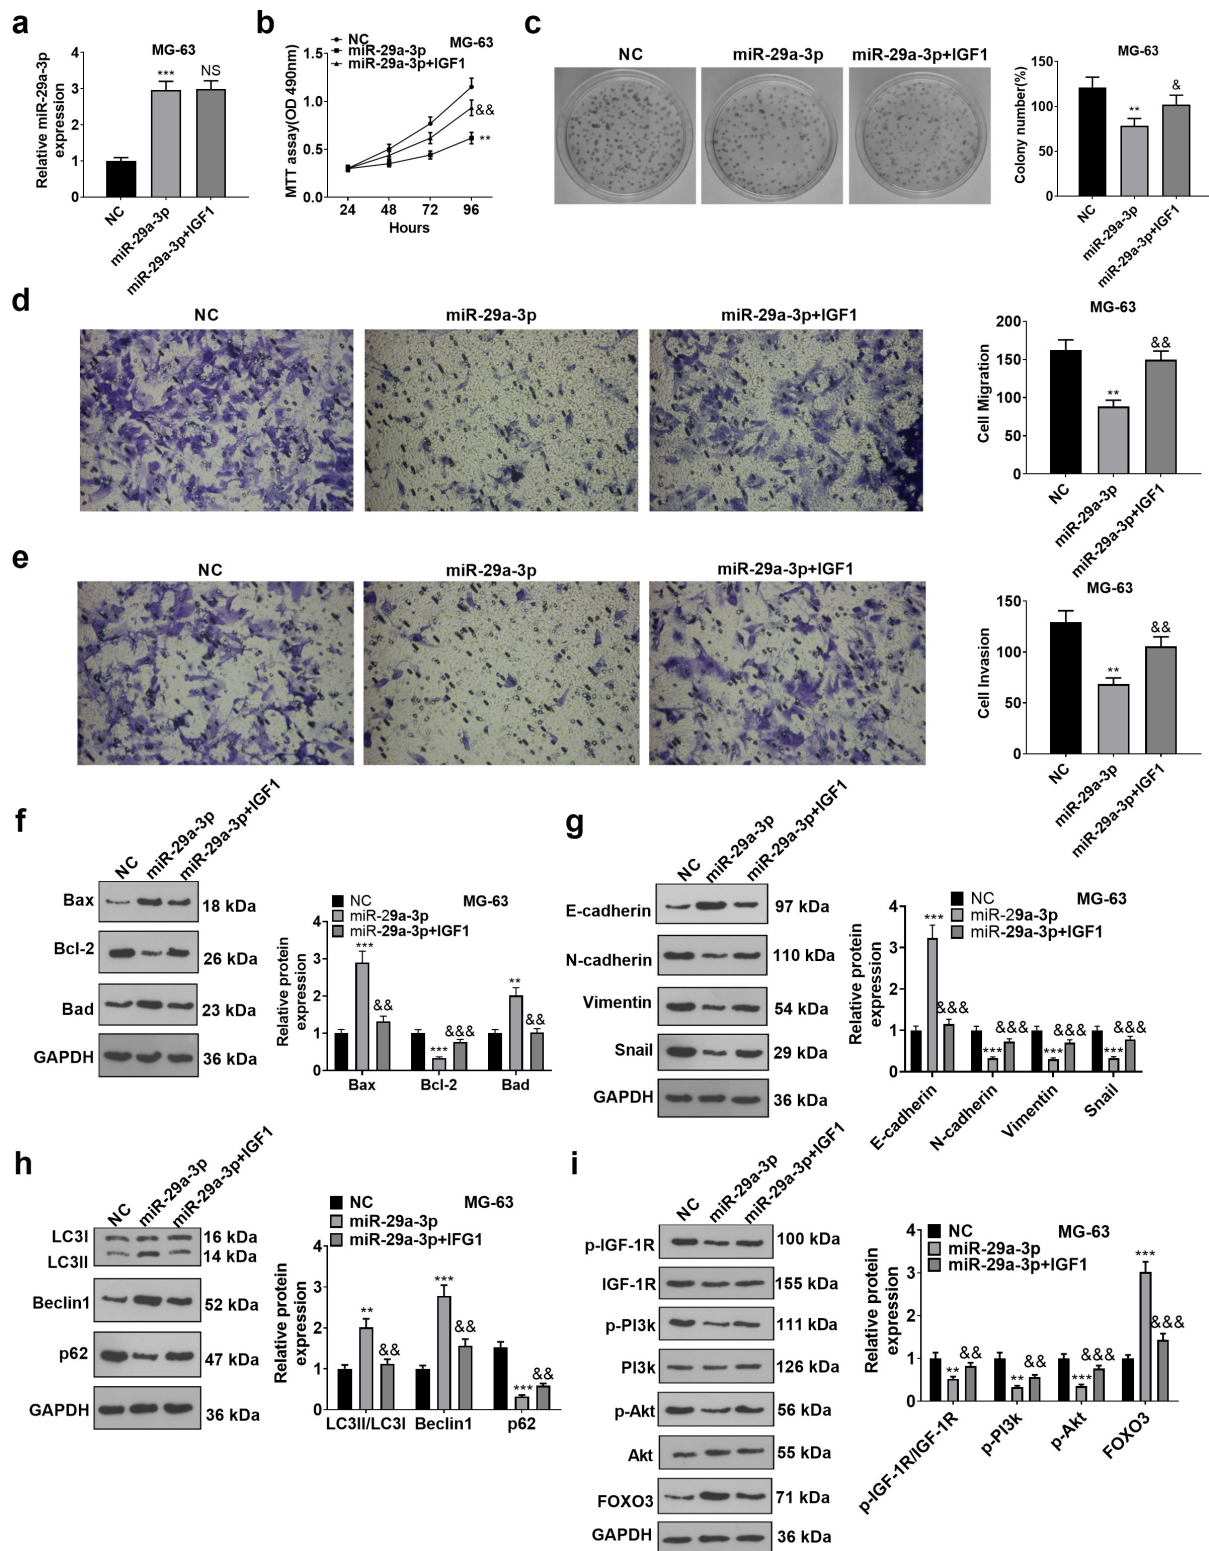 a
MG-63
Relative miR-29a-3p
expression
4
3
2
1
0
***
NS
NC
miR-29a-3p
miR-29a-3p+IGF1
b
NC
miR-29a-3p
miR-29a-3p+IGF1
MG-63
MTT assay(OD 490nm)
1.5
1.0
0.5
0.0
&&
**
24 48 72 96
Hours
c
NC
miR-29a-3p
miR-29a-3p+IGF1
MG-63
Colony number(%)
150
100
50
0
**
&
NC
miR-29a-3p
miR-29a-3p+IGF1
d
NC
miR-29a-3p
miR-29a-3p+IGF1
MG-63
Cell Migration
200
150
100
50
0
**
&&
NC
miR-29a-3p
miR-29a-3p+IGF1
e
NC
miR-29a-3p
miR-29a-3p+IGF1
MG-63
Cell Invasion
150
100
50
0
**
&&
NC
miR-29a-3p
miR-29a-3p+IGF1
f
NC
miR-29a-3p
miR-29a-3p+IGF1
Bax 18 kDa
Bcl-2 26 kDa
Bad 23 kDa
GAPDH 36 kDa
NC
miR-29a-3p
miR-29a-3p+IGF1
MG-63
Relative protein
expression
4
3
2
1
0
***
&&
***
&&&
**
&&
Bax Bcl-2 Bad
g
NC
miR-29a-3p
miR-29a-3p+IGF1
E-cadherin 97 kDa
N-cadherin 110 kDa
Vimentin 54 kDa
Snail 29 kDa
GAPDH 36 kDa
NC
miR-29a-3p
miR-29a-3p+IGF1
MG-63
Relative protein
expression
4
3
2
1
0
***
&&&
***
&&&
***
&&&
***
&&&
E-cadherin
N-cadherin
Vimentin
Snail
h
NC
miR-29a-3p
miR-29a-3p+IGF1
LC3I 16 kDa
LC3II 14 kDa
Beclin1 52 kDa
p62 47 kDa
GAPDH 36 kDa
NC
miR-29a-3p
miR-29a-3p+IFG1
MG-63
Relative protein
expression
4
3
2
1
0
**
&&
***
&&
***
&&
LC3II/LC3I Beclin1 p62
i
NC
miR-29a-3p
miR-29a-3p+IGF1
p-IGF-1R 100 kDa
IGF-1R 155 kDa
p-PI3k 111 kDa
PI3k 126 kDa
p-Akt 56 kDa
Akt 55 kDa
FOXO3 71 kDa
GAPDH 36 kDa
NC
miR-29a-3p
miR-29a-3p+IGF1
MG-63
Relative protein
expression
4
3
2
1
0
**
&&
**
&&
***
&&&
***
&&&
p-IGF-1R/IGF-1R
p-PI3k
p-Akt
FOXO3